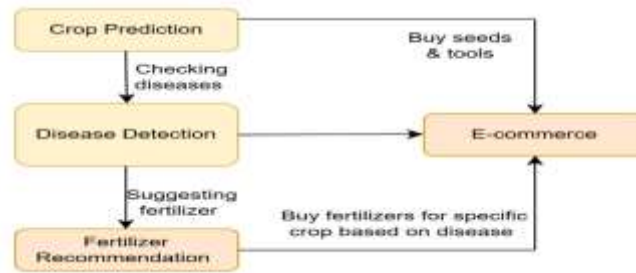 Crop Prediction
Buy seeds
& tools
Checking
diseases
Disease Detection
E-commerce
Suggesting
fertilizer
Buy fertilizers for specific
crop based on disease
Fertilizer
Recommendation